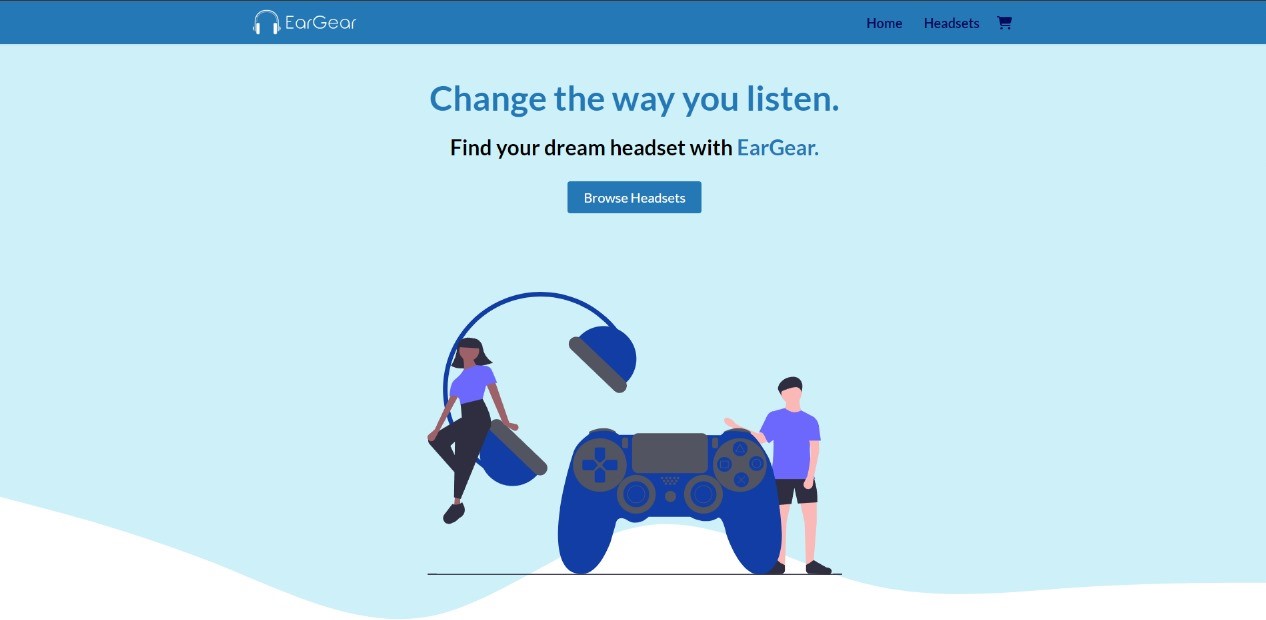 EarGear
Home Headsets
Change the way you listen.
Find your dream headset with EarGear.
Browse Headsets